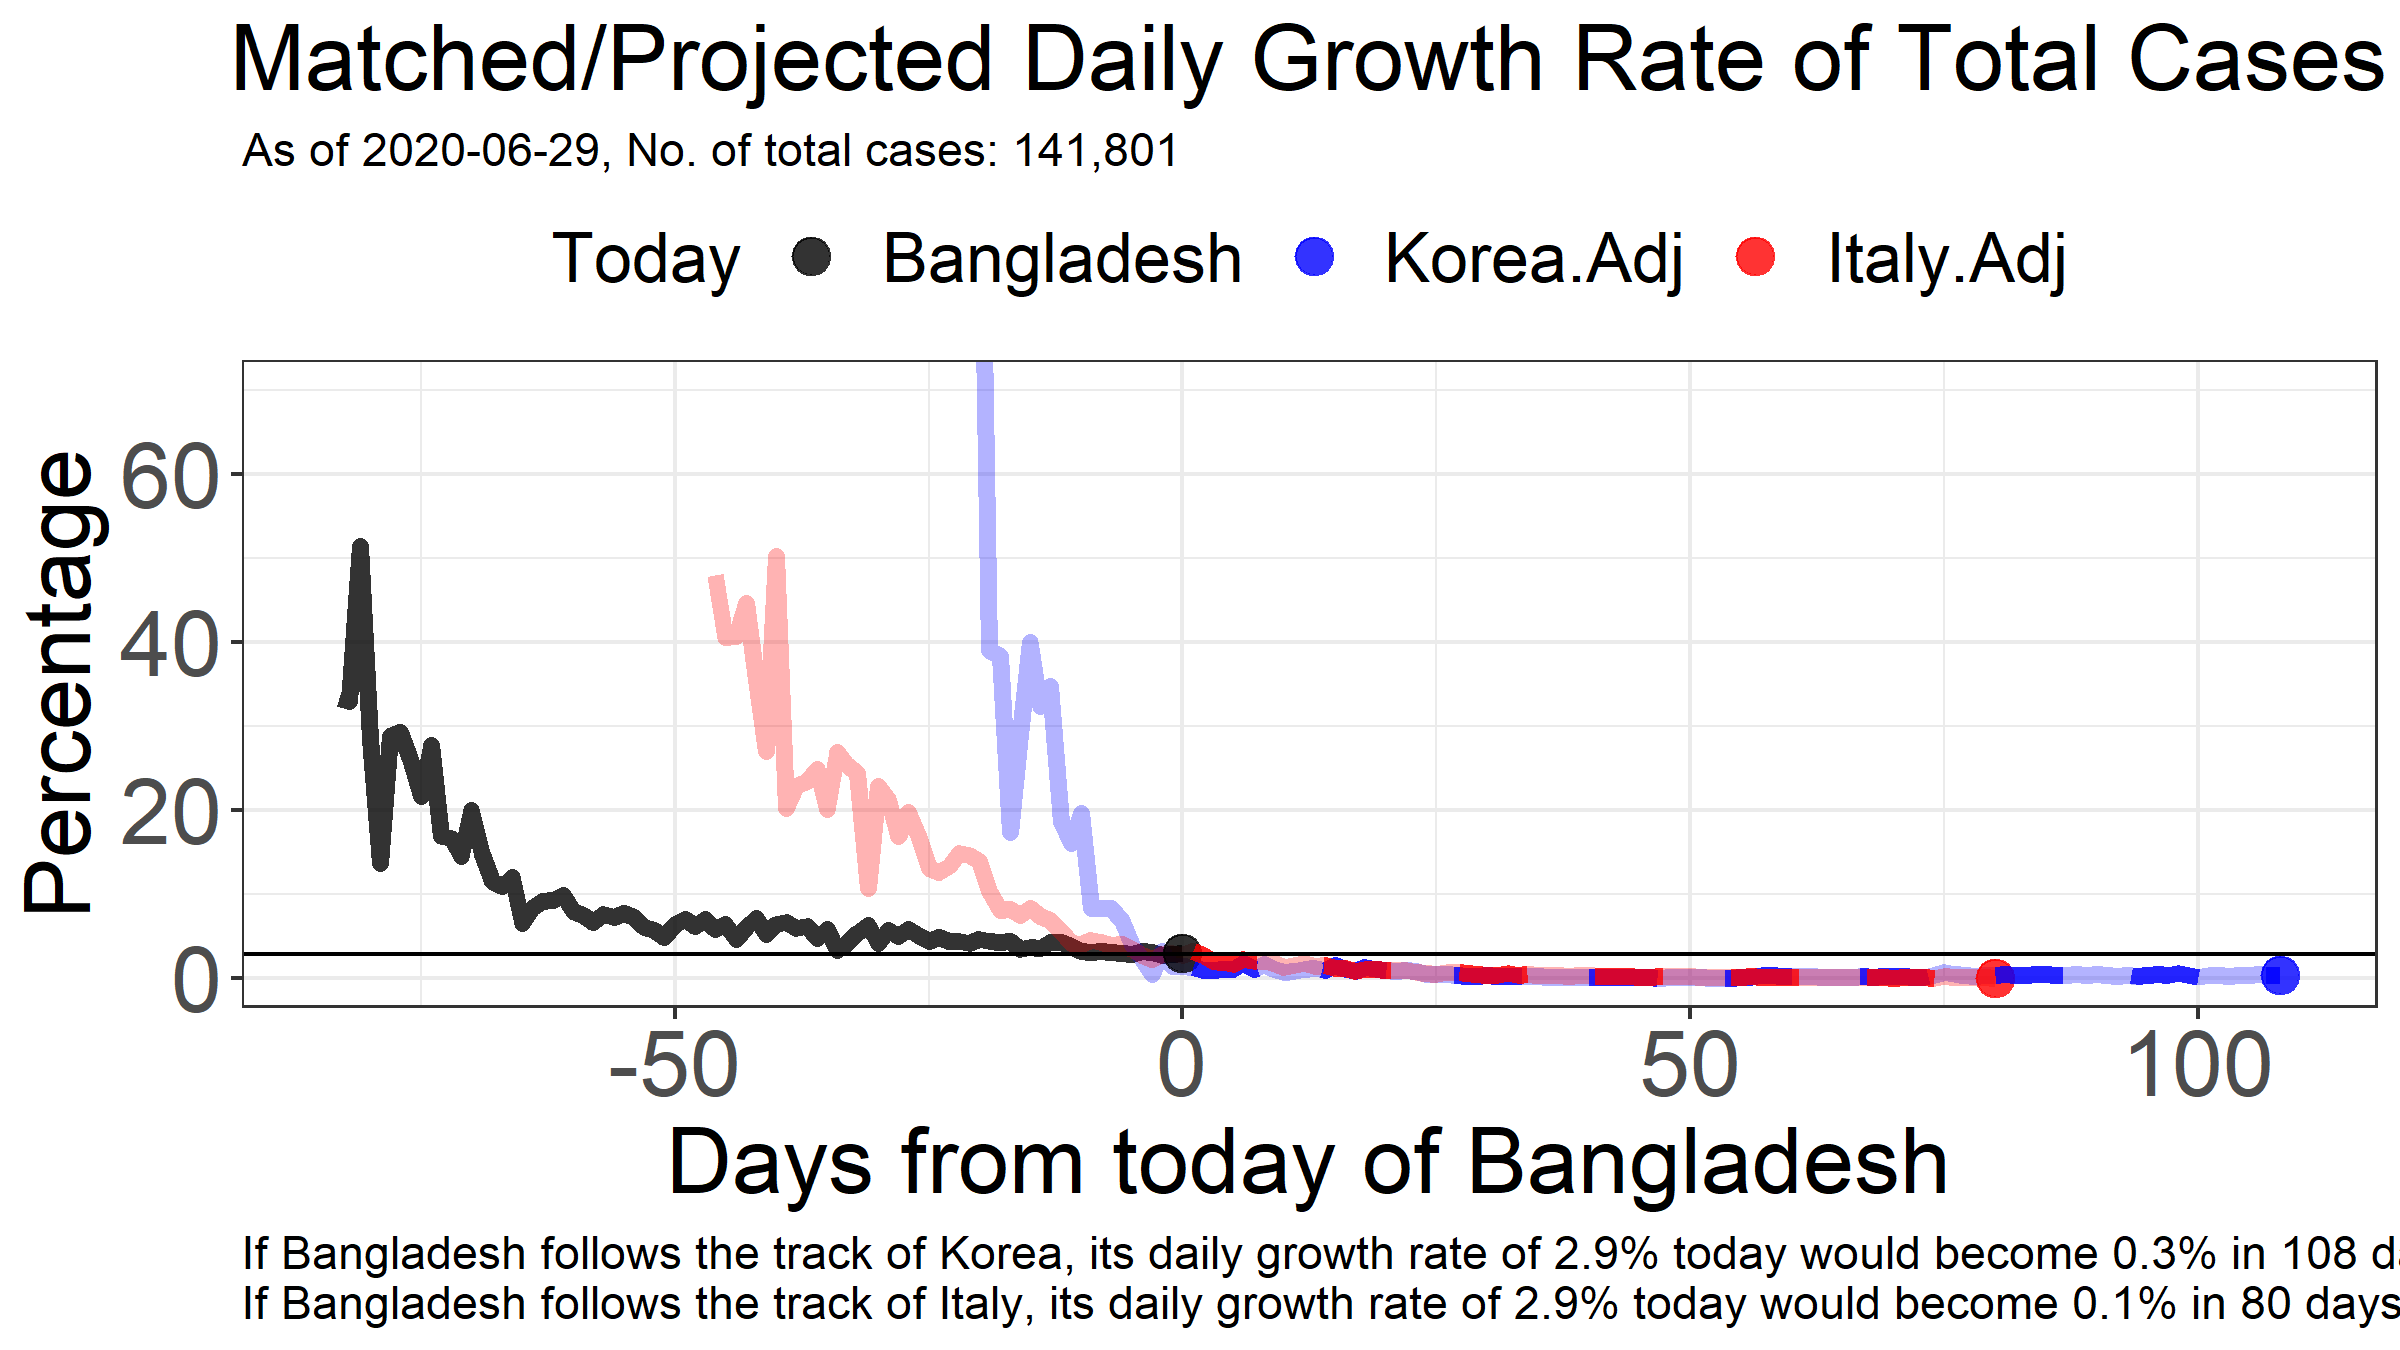 Matched/Projected Daily Growth Rate of Total Cases
As of 2020-06-29, No. of total cases: 141,801
Today Bangladesh Korea.Adj Italy.Adj
Percentage
60
40
20
0
-50 0 50 100
Days from today of Bangladesh
If Bangladesh follows the track of Korea, its daily growth rate of 2.9% today would become 0.3% in 108
If Bangladesh follows the track of Italy, its daily growth rate of 2.9% today would become 0.1% in 80 days